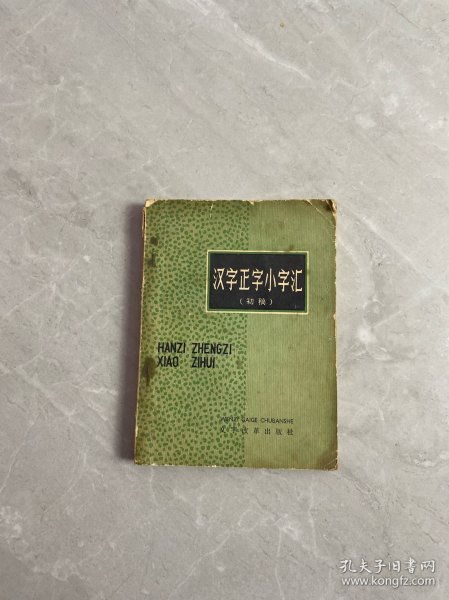 汉字正字小字汇
（初稿）
HANZI ZHENGZI
XIAO ZIHUI
WENZI GAIGE CHUBANSHE
文字改革出版社
孔夫子旧书网
www.kongfz.com